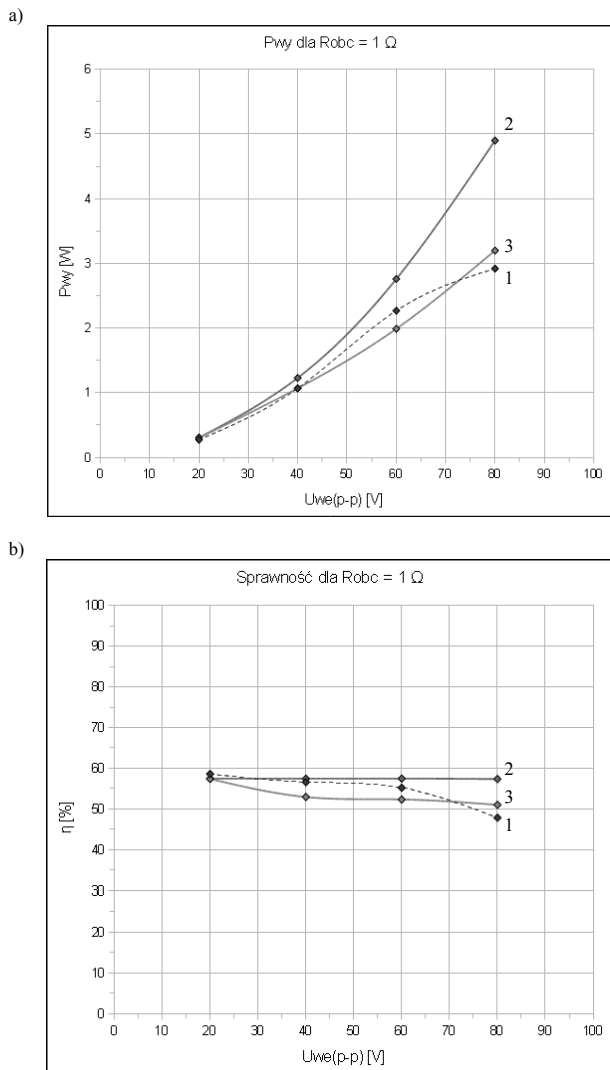 a)
Pwy dla Robc = 1 Ω
6
5
4
3
2
1
0
Pwy [W]
2
3
1
0 10 20 30 40 50 60 70 80 90 100
Uwe(p-p) [V]
b)
Sprawność dla Robc = 1 Ω
100
90
80
70
60
50
40
30
20
10
0
η [%]
2
3
1
0 10 20 30 40 50 60 70 80 90 100
Uwe(p-p) [V]